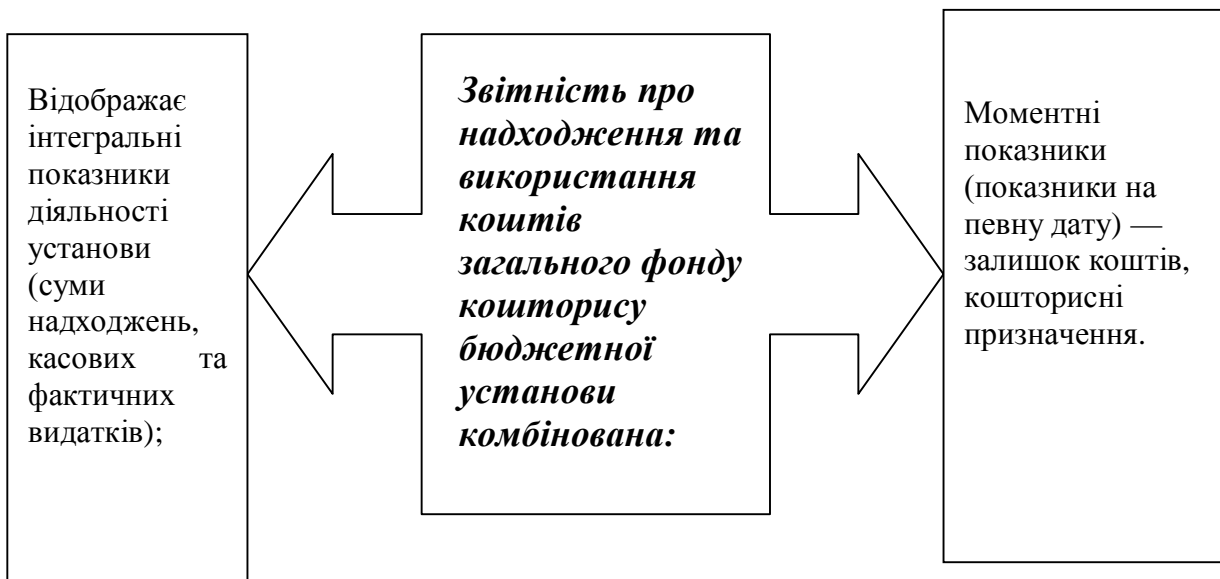 Відображає
інтегральні
показники
діяльності
установи
(суми
надходжень,
касових та
фактичних
видатків);
Звітність про
надходження та
використання
коштів
загального фонду
кошторису
бюджетної
установи
комбінована:
Моментні
показники
(показники на
певну дату) —
залишок коштів,
кошторисні
призначення.